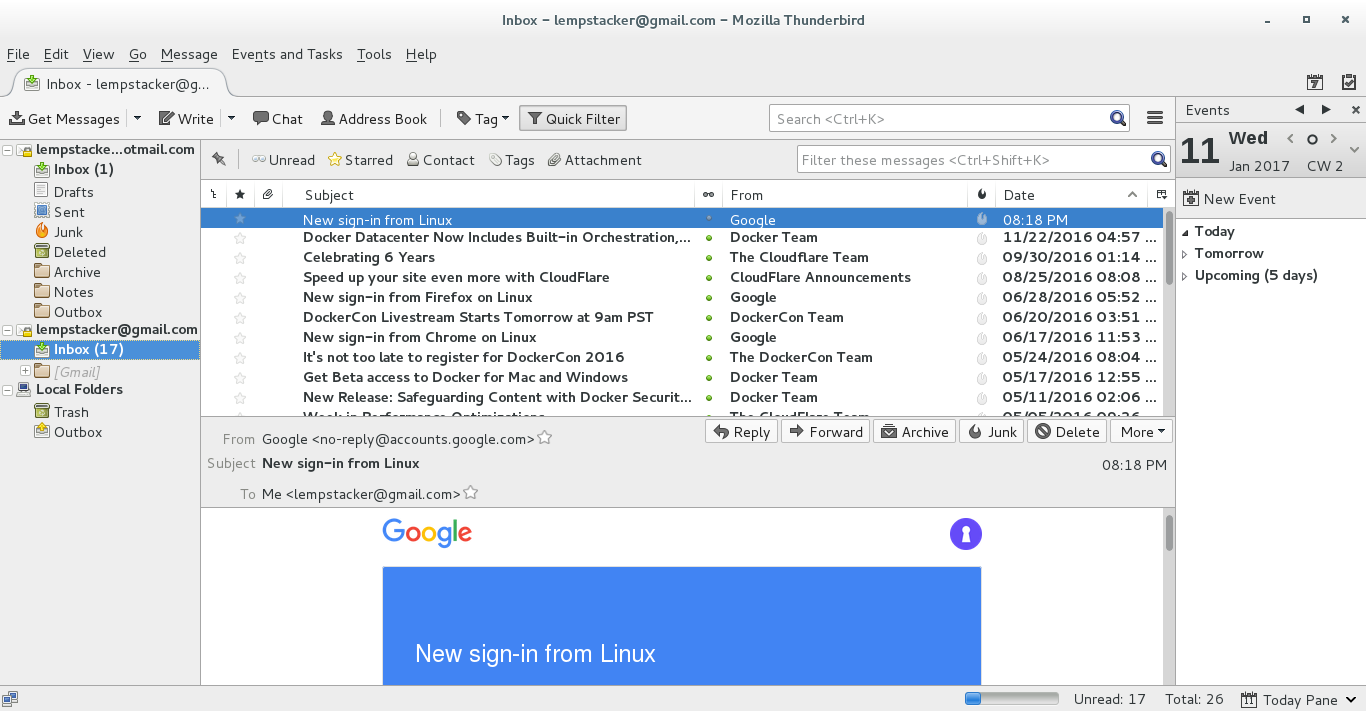 Inbox – lempstacker@gmail.com – Mozilla Thunderbird
File Edit View Go Message Events and Tasks Tools Help
Inbox - lempstacker@g...
Get Messages Write Chat Address Book Tag Quick Filter Search <Ctrl+K>
Events
lempstacke...otmail.com
Inbox (1)
Drafts
Sent
Junk
Deleted
Archive
Notes
Outbox
lempstacker@gmail.com
Inbox (17)
[Gmail]
Local Folders
Trash
Outbox
Unread Starred Contact Tags Attachment Filter these messages <Ctrl+Shift+K>
Subject From Date
New sign-in from Linux Google 08:18 PM
Docker Datacenter Now Includes Built-in Orchestration,... Docker Team 11/22/2016 04:57 ...
Celebrating 6 Years The Cloudflare Team 09/30/2016 01:14 ...
Speed up your site even more with CloudFlare CloudFlare Announcements 08/25/2016 08:08 ...
New sign-in from Firefox on Linux Google 06/28/2016 05:52 ...
DockerCon Livestream Starts Tomorrow at 9am PST DockerCon Team 06/20/2016 03:51 ...
New sign-in from Chrome on Linux Google 06/17/2016 11:53 ...
It's not too late to register for DockerCon 2016 The DockerCon Team 05/24/2016 08:04 ...
Get Beta access to Docker for Mac and Windows Docker Team 05/17/2016 12:55 ...
New Release: Safeguarding Content with Docker Securit... Docker Team 05/11/2016 02:06 ...
Week in Performance Optimizations The CloudFlare Team 05/05/2016
From Google <no-reply@accounts.google.com>
Reply Forward Archive Junk Delete More
Subject New sign-in from Linux
08:18 PM
To Me <lempstacker@gmail.com>
Google
New sign-in from Linux
11 Wed
Jan 2017 CW 2
New Event
Today
Tomorrow
Upcoming (5 days)
Unread: 17 Total: 26 11 Today Pane